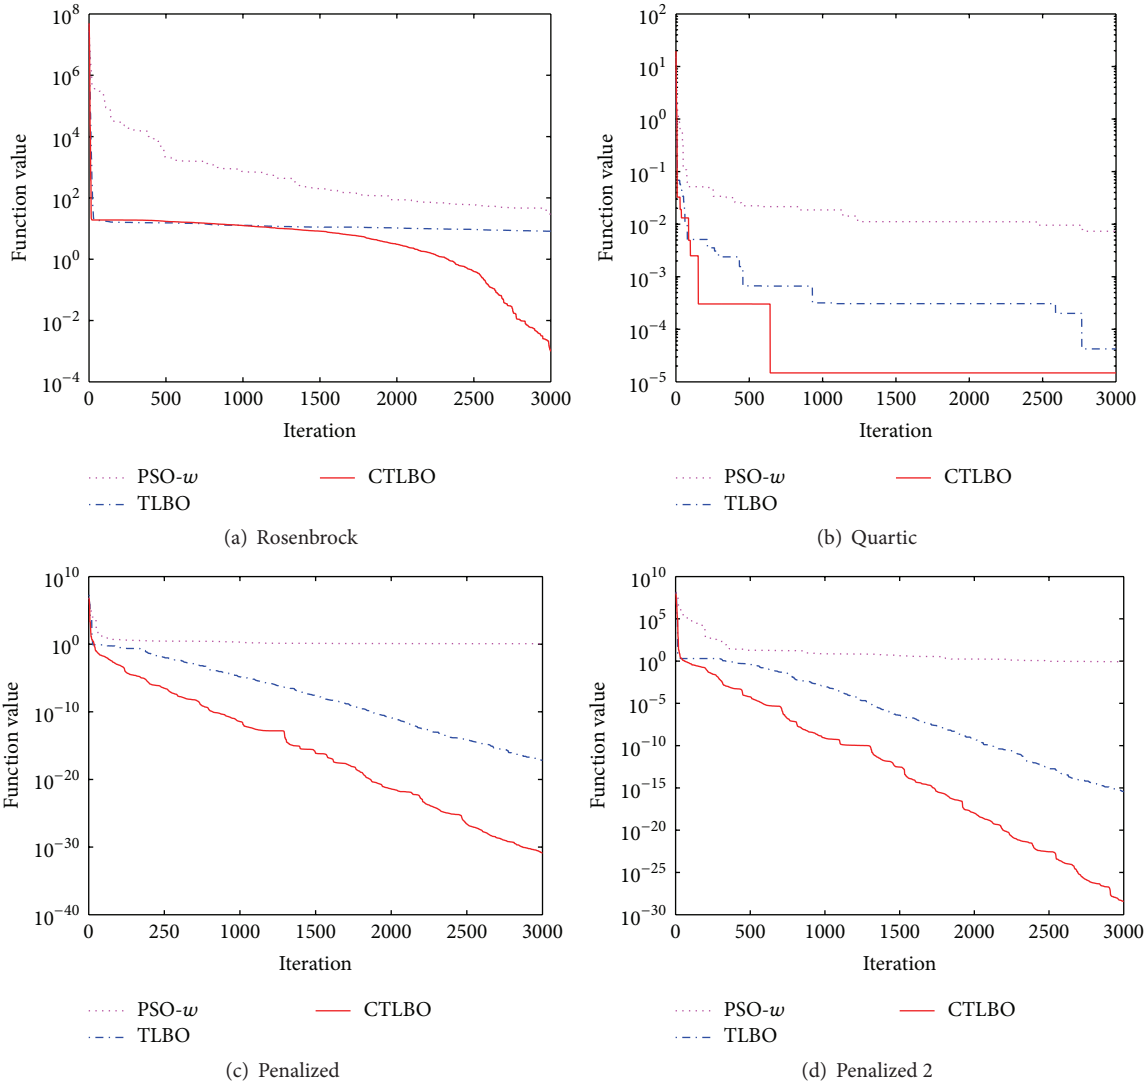 10^8
10^6
10^4
10^2
10^0
10^−2
10^−4
Function value
0 500 1000 1500 2000 2500 3000
Iteration
PSO-w
TLBO
CTLBO
(a) Rosenbrock
10^2
10^1
10^0
10^−1
10^−2
10^−3
10^−4
10^−5
Function value
0 500 1000 1500 2000 2500 3000
Iteration
PSO-w
TLBO
CTLBO
(b) Quartic
10^10
10^0
10^−10
10^−20
10^−30
10^−40
Function value
0 250 1000 1500 2000 2500 3000
Iteration
PSO-w
TLBO
CTLBO
(c) Penalized
10^10
10^5
10^0
10^−5
10^−10
10^−15
10^−20
10^−25
10^−30
Function value
0 500 1000 1500 2000 2500 3000
Iteration
PSO-w
TLBO
CTLBO
(d) Penalized 2